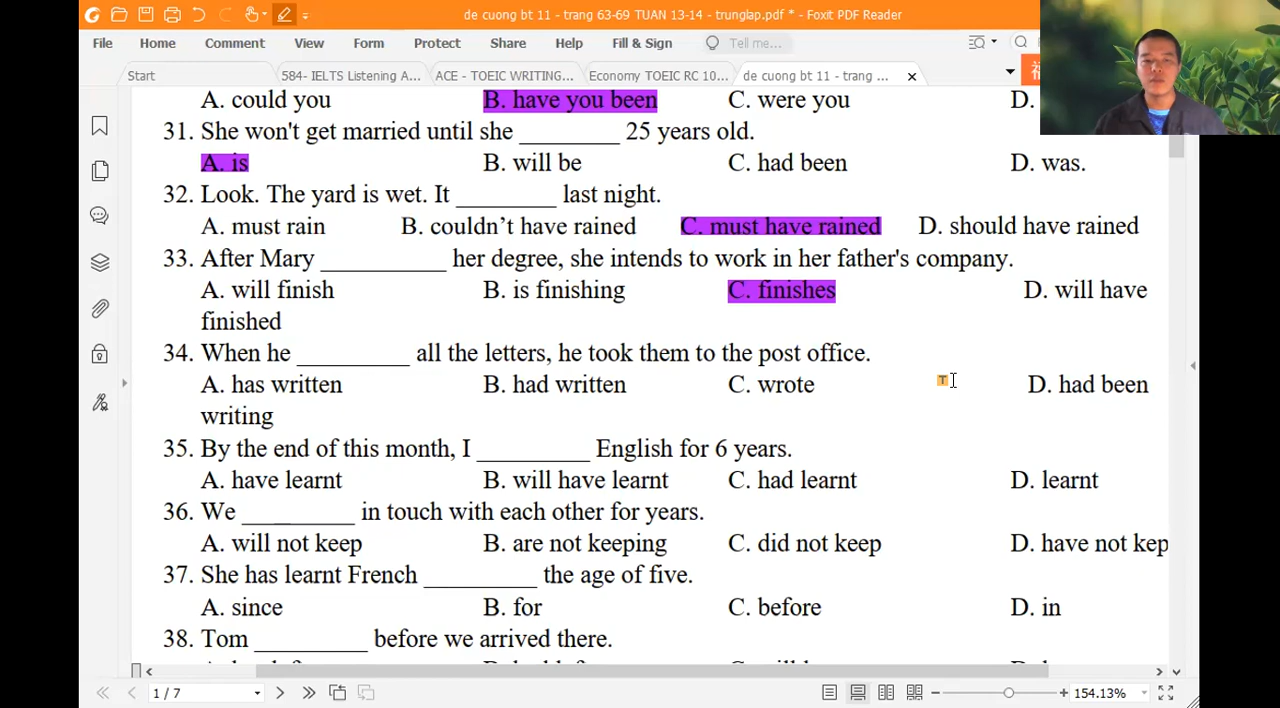 de cuong bt 11 - trang 63-69 TUAN 13-14 - trunglap.pdf * - Foxit PDF Reader
File Home Comment View Form Protect Share Help Fill & Sign Tell me...
Start 584- IELTS Listening A... ACE - TOEIC WRITING... Economy TOEIC RC 10... de cuong bt 11 - trang ...
A. could you B. have you been C. were you D.
31. She won't get married until she ________ 25 years old.
A. is B. will be C. had been D. was.
32. Look. The yard is wet. It ________ last night.
A. must rain B. couldn’t have rained C. must have rained D. should have rained
33. After Mary __________ her degree, she intends to work in her father's company.
A. will finish B. is finishing C. finishes D. will have
finished
34. When he _________ all the letters, he took them to the post office.
A. has written B. had written C. wrote D. had been
writing
35. By the end of this month, I _________ English for 6 years.
A. have learnt B. will have learnt C. had learnt D. learnt
36. We _________ in touch with each other for years.
A. will not keep B. are not keeping C. did not keep D. have not kep
37. She has learnt French _________ the age of five.
A. since B. for C. before D. in
38. Tom _________ before we arrived there.
1 / 7 154.13%